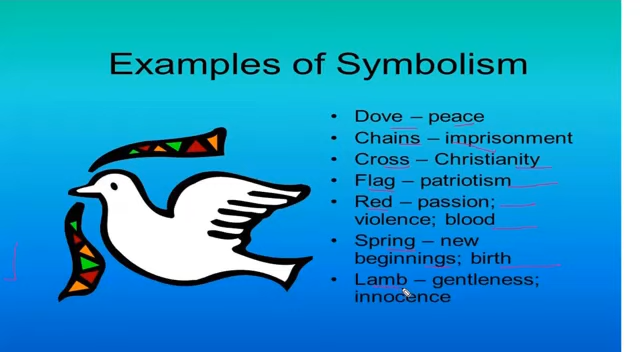 Examples of Symbolism
• Dove – peace
• Chains – imprisonment
• Cross – Christianity
• Flag – patriotism
• Red – passion;
violence; blood
• Spring – new
beginnings; birth
• Lamb – gentleness;
innocence